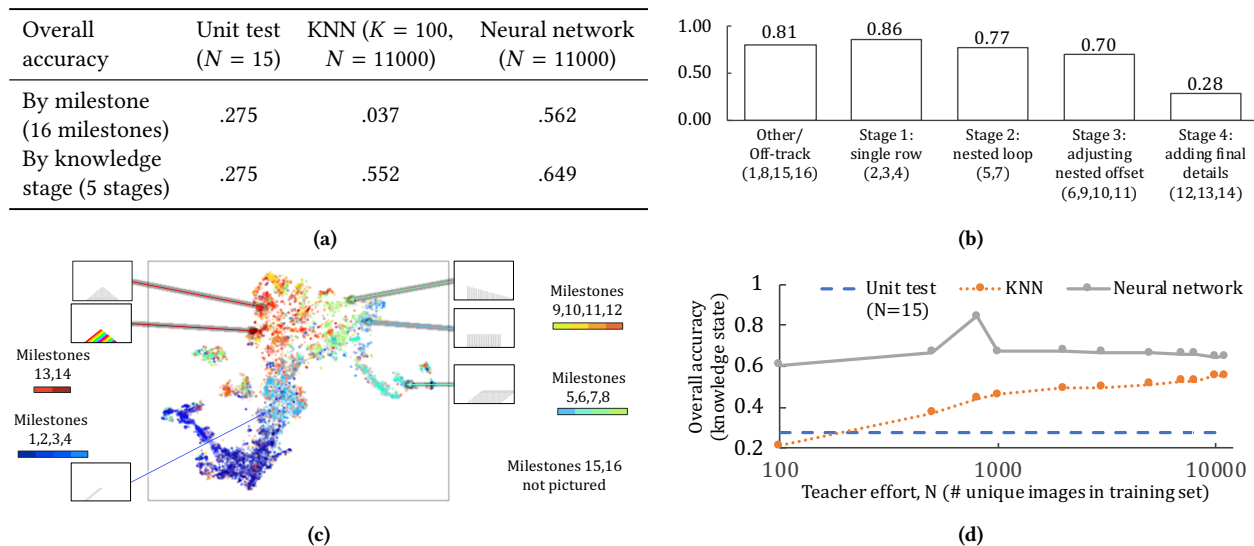 Overall accuracy
Unit test (N = 15)
KNN (K = 100, N = 11000)
Neural network (N = 11000)
By milestone (16 milestones)
.275
.037
.562
By knowledge stage (5 stages)
.275
.552
.649
(a)
1.00
0.50
0.00
0.81
0.86
0.77
0.70
0.28
Other/
Off-track
(1,8,15,16)
Stage 1:
single row
(2,3,4)
Stage 2:
nested loop
(5,7)
Stage 3:
adjusting
nested offset
(6,9,10,11)
Stage 4:
adding final
details
(12,13,14)
(b)
Milestones
13,14
Milestones
1,2,3,4
Milestones
9,10,11,12
Milestones
5,6,7,8
Milestones 15,16
not pictured
(c)
Overall accuracy
(knowledge state)
1
0.8
0.6
0.4
0.2
Unit test
(N=15)
KNN
Neural network
100
1000
10000
Teacher effort, N (# unique images in training set)
(d)